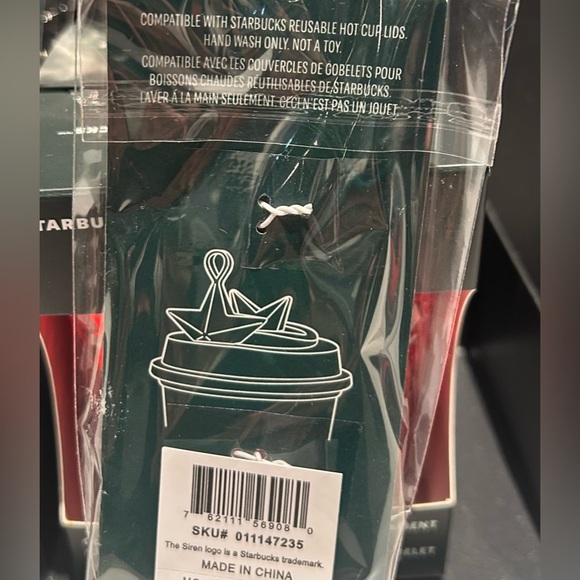 COMPATIBLE WITH STARBUCKS REUSABLE HOT CUP LIDS.
HAND WASH ONLY. NOT A TOY.
COMPATIBLE AVEC LES COUVERCLES DE GOBELETS POUR
BOISSONS CHAUDES RÉUTILISABLES DE STARBUCKS.
LAVER À LA MAIN SEULEMENT. CECI N'EST PAS UN JOUET.
TARBU
7 62111 56908 0
SKU# 011147235
The Siren logo is a Starbucks trademark.
MADE IN CHINA